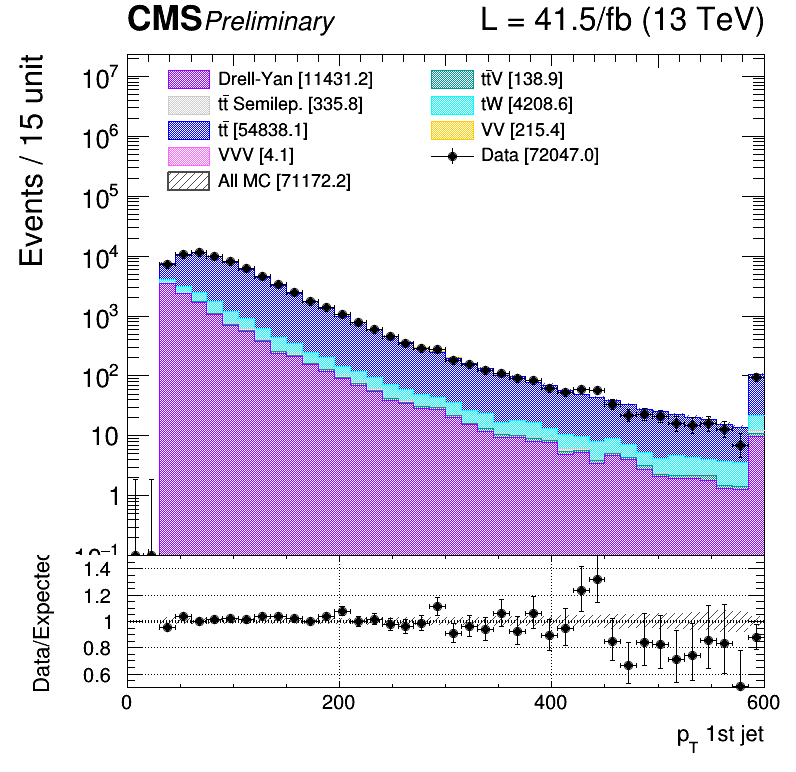 CMS Preliminary L = 41.5/fb (13 TeV)
Events / 15 unit
10⁷
10⁶
10⁵
10⁴
10³
10²
10
1
10⁻¹
Drell-Yan [11431.2]
tt̄ Semilep. [335.8]
tt̄ [54838.1]
VVV [4.1]
All MC [71172.2]
tt̄V [138.9]
tW [4208.6]
VV [215.4]
Data [72047.0]
Data/Expected
1.4
1.2
1
0.8
0.6
0 200 400 600
p_T 1st jet